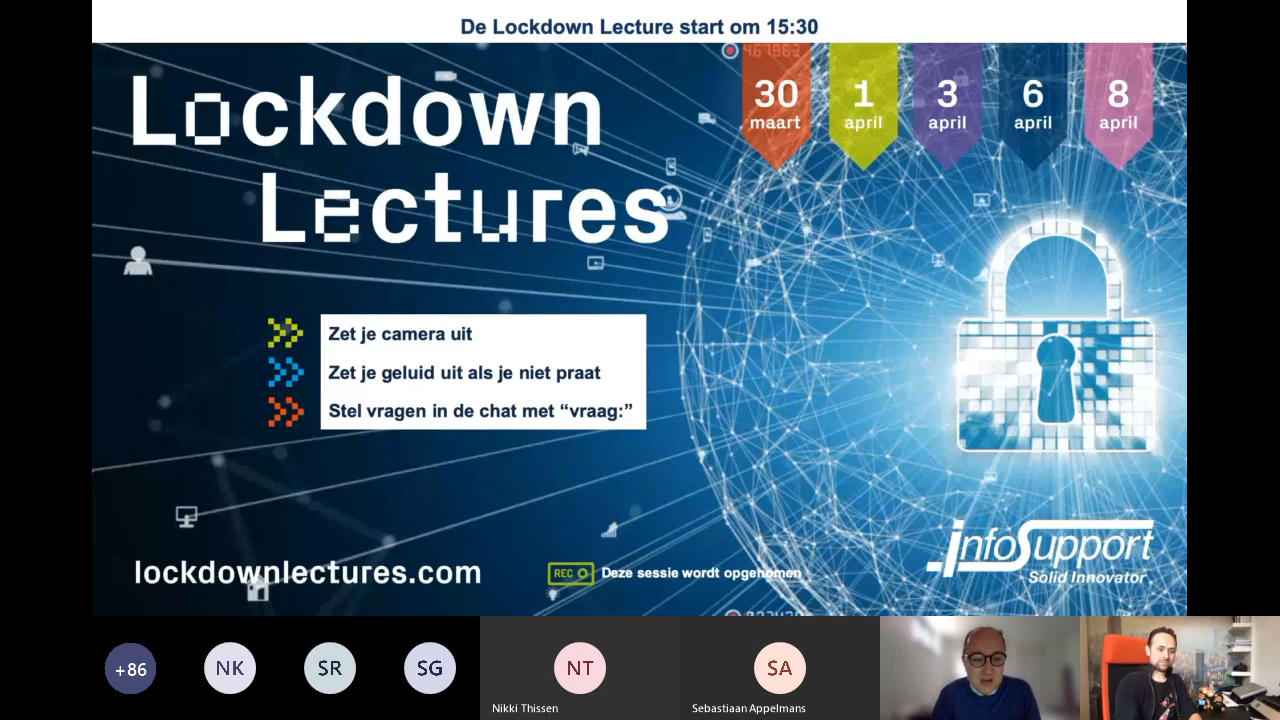 De Lockdown Lecture start om 15:30
Lockdown
Lectures
30 maart
1 april
3 april
6 april
8 april
Zet je camera uit
Zet je geluid uit als je niet praat
Stel vragen in de chat met “vraag:”
lockdownlectures.com
REC
Deze sessie wordt opgenomen
infoSupport
Solid Innovator
+86
NK
SR
SG
NT
SA
Nikki Thissen
Sebastiaan Appelmans